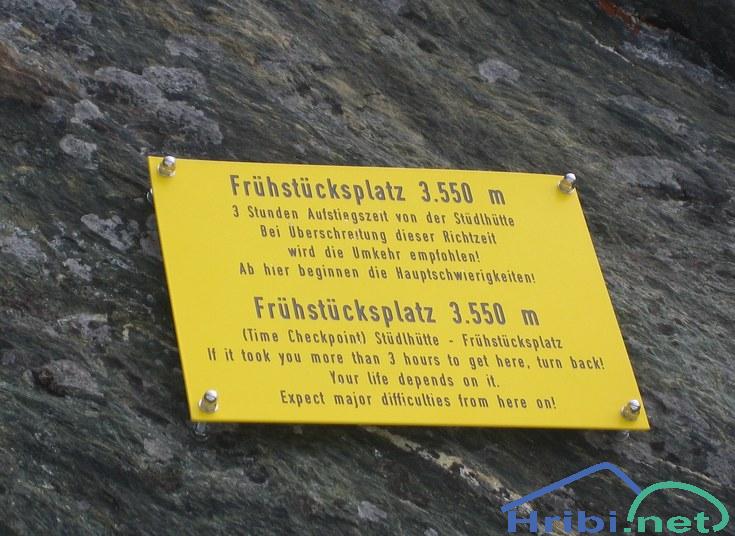 Frühstücksplatz 3.550 m
3 Stunden Aufstiegszeit von der Stüdlhütte
Bei Überschreitung dieser Richtzeit
wird die Umkehr empfohlen!
Ab hier beginnen die Hauptschwierigkeiten!
Frühstücksplatz 3.550 m
(Time Checkpoint) Stüdlhütte - Frühstücksplatz
If it took you more than 3 hours to get here, turn back!
Your life depends on it.
Expect major difficulties from here on!
Hribi.net